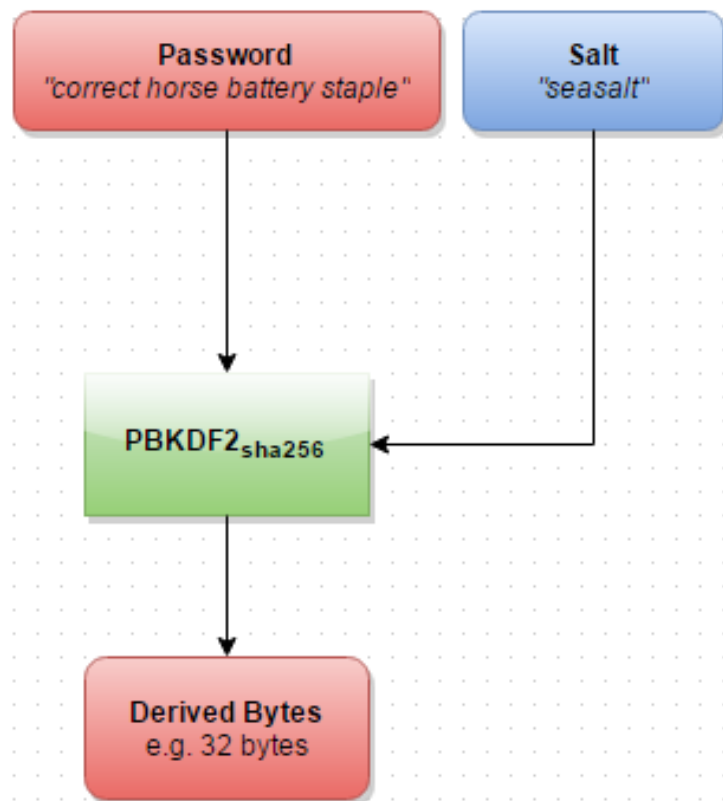 Password
"correct horse battery staple"
Salt
"seasalt"
PBKDF2sha256
Derived Bytes
e.g. 32 bytes